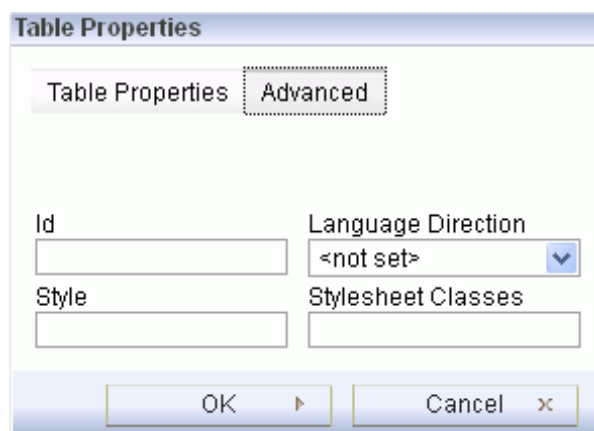 Table Properties
Table Properties Advanced
Id Language Direction
<not set>
Style Stylesheet Classes
OK Cancel